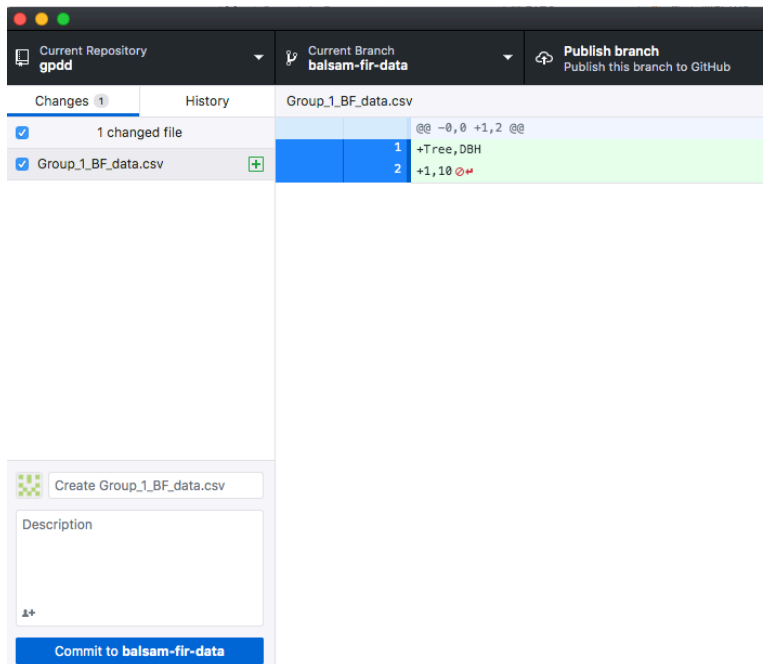 Current Repository
gpdd
Current Branch
balsam-fir-data
Publish branch
Publish this branch to GitHub
Changes 1
History
Group_1_BF_data.csv
1 changed file
Group_1_BF_data.csv
@@ -0,0 +1,2 @@
1 +Tree,DBH
2 +1,10
Create Group_1_BF_data.csv
Description
Commit to balsam-fir-data